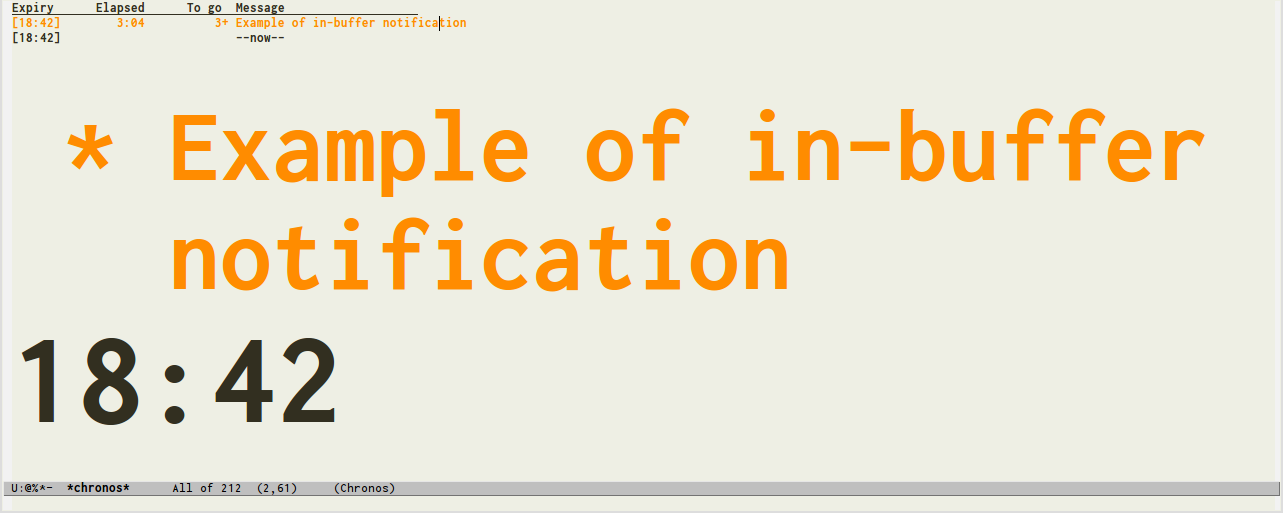 Expiry      Elapsed      To go  Message
[18:42]        3:04          3+ Example of in-buffer notification
[18:42]                         --now--
* Example of in-buffer
notification
18:42
U:@%*-  *chronos*      All of 212  (2,61)     (Chronos)